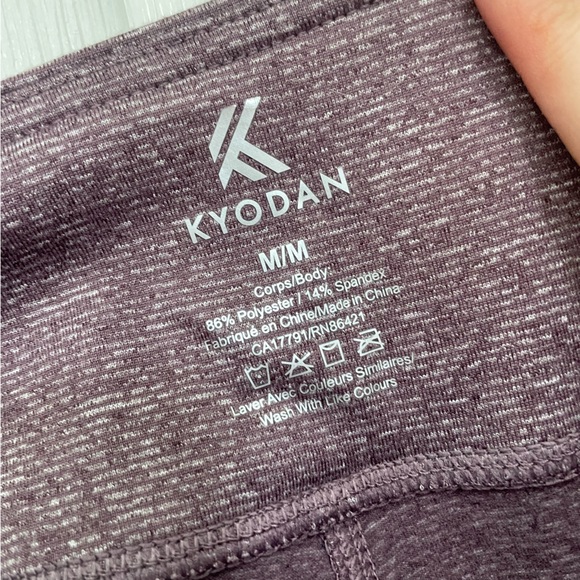 KYODAN
M/M
Corps/Body:
86% Polyester / 14% Spandex
Fabriqué en Chine/Made in China
CA17791/RN86421
Laver Avec Couleurs Similaires/
Wash With Like Colours